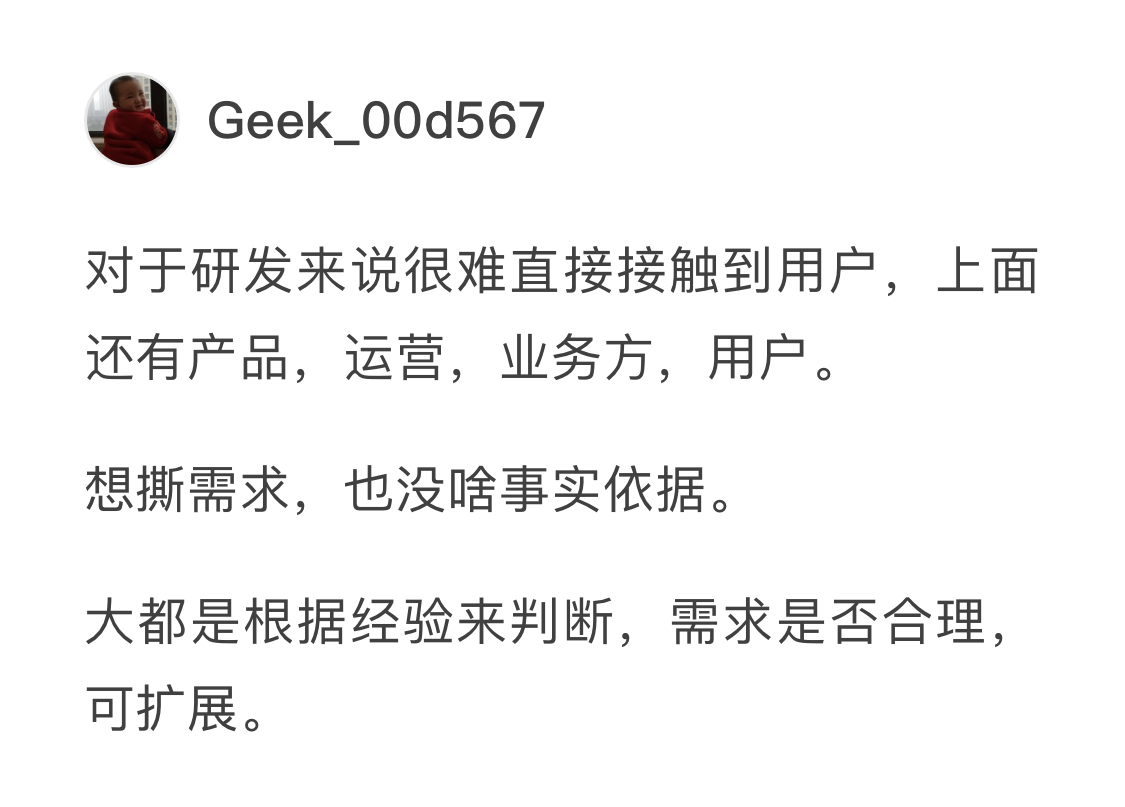 Geek_00d567
对于研发来说很难直接接触到用户，上面
还有产品，运营，业务方，用户。
想撕需求，也没啥事实依据。
大都是根据经验来判断，需求是否合理，
可扩展。